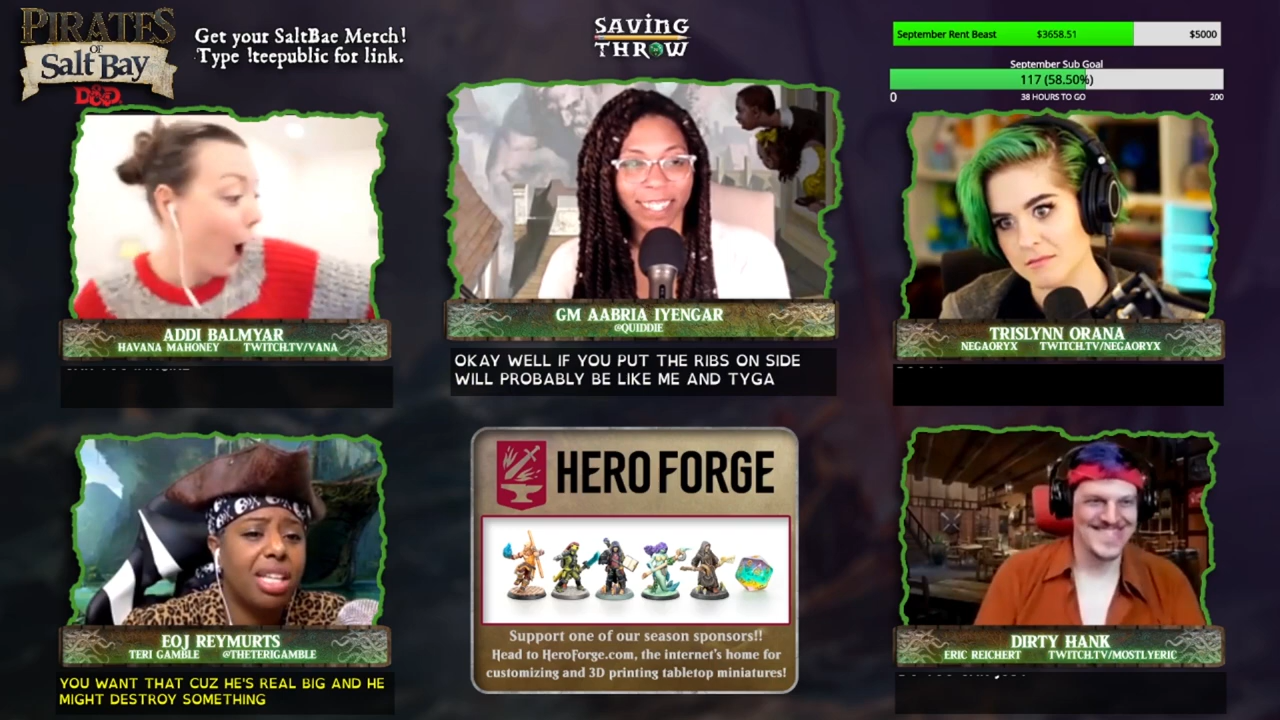 PIRATES
OF
Salt Bay
D&D
Get your SaltBae Merch!
Type !teepublic for link.
SAVING
THROW
September Rent Beast $3658.51 $5000
September Sub Goal
117 (58.50%)
0 38 HOURS TO GO 200
ADDI BALMYAR
HAVANA MAHONEY TWITCH.TV/VANA
GM AABRIA IYENGAR
@QUIDDIE
OKAY WELL IF YOU PUT THE RIBS ON SIDE
WILL PROBABLY BE LIKE ME AND TYGA
TRISLYNN ORANA
NEGAORYX TWITCH.TV/NEGAORYX
EOJ REYMURTS
TERI GAMBLE @THETERIGAMBLE
YOU WANT THAT CUZ HE'S REAL BIG AND HE
MIGHT DESTROY SOMETHING
HERO FORGE
Support one of our season sponsors!!
Head to HeroForge.com, the internet's home for
customizing and 3D printing tabletop miniatures!
DIRTY HANK
ERIC REICHERT TWITCH.TV/MOSTLYERIC